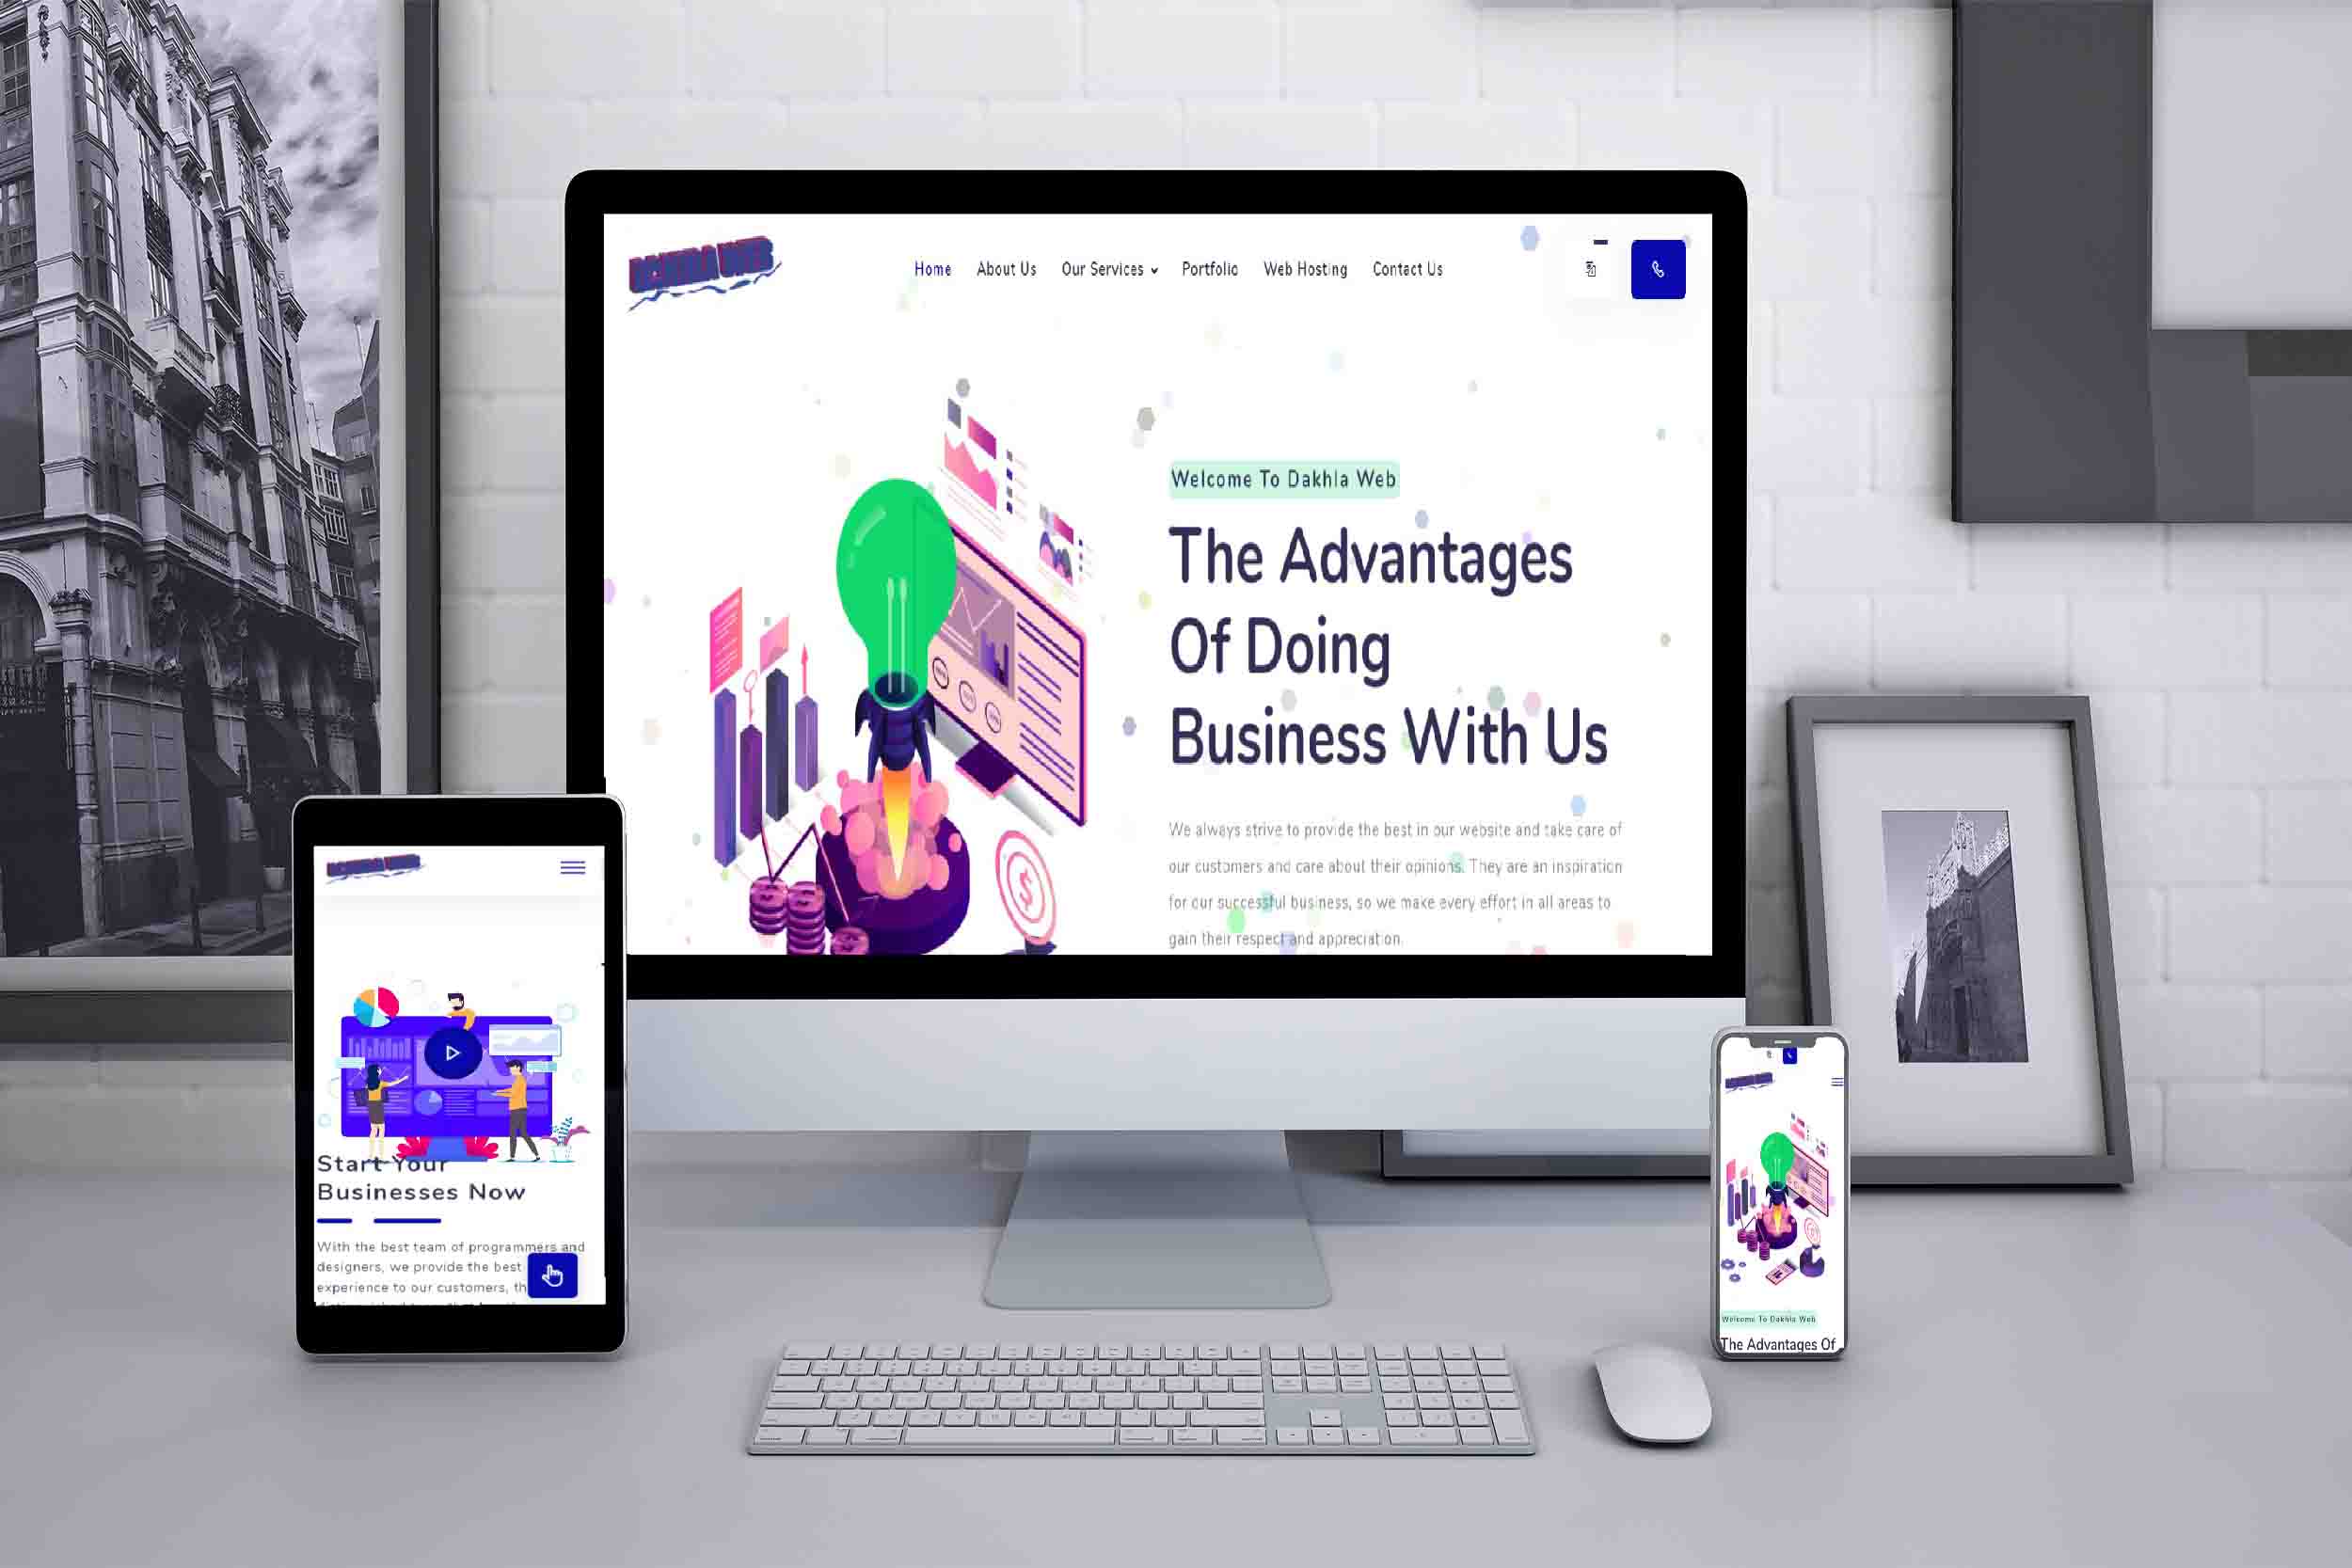 DAKHLA WEB
Home About Us Our Services Portfolio Web Hosting Contact Us
Welcome To Dakhla Web
The Advantages
Of Doing
Business With Us
We always strive to provide the best in our website and take care of
our customers and care about their opinions. They are an inspiration
for our successful business, so we make every effort in all areas to
gain their respect and appreciation.
Start Your
Businesses Now
With the best team of programmers and
designers, we provide the best
experience to our customers, th
Welcome To Dakhla Web
The Advantages Of